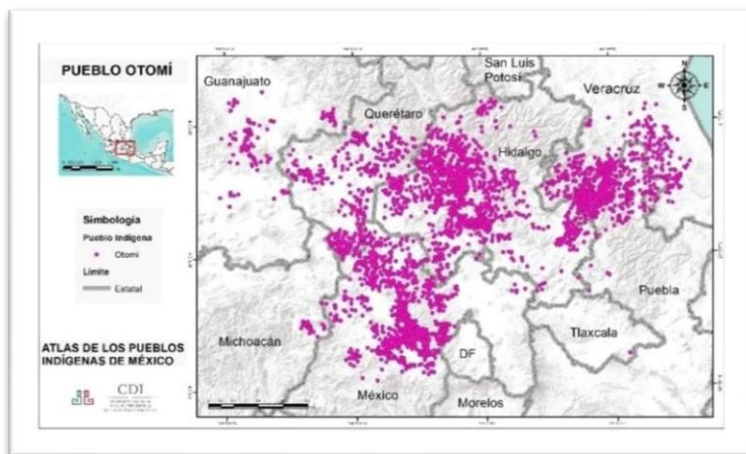 PUEBLO OTOMÍ
Simbología
Pueblo Indígena
Otomí
Límite
Estatal
ATLAS DE LOS PUEBLOS
INDÍGENAS DE MÉXICO
CDI
Guanajuato
San Luis
Potosí
Veracruz
Querétaro
Hidalgo
Michoacán
México
DF
Morelos
Tlaxcala
Puebla
N
W
E
S